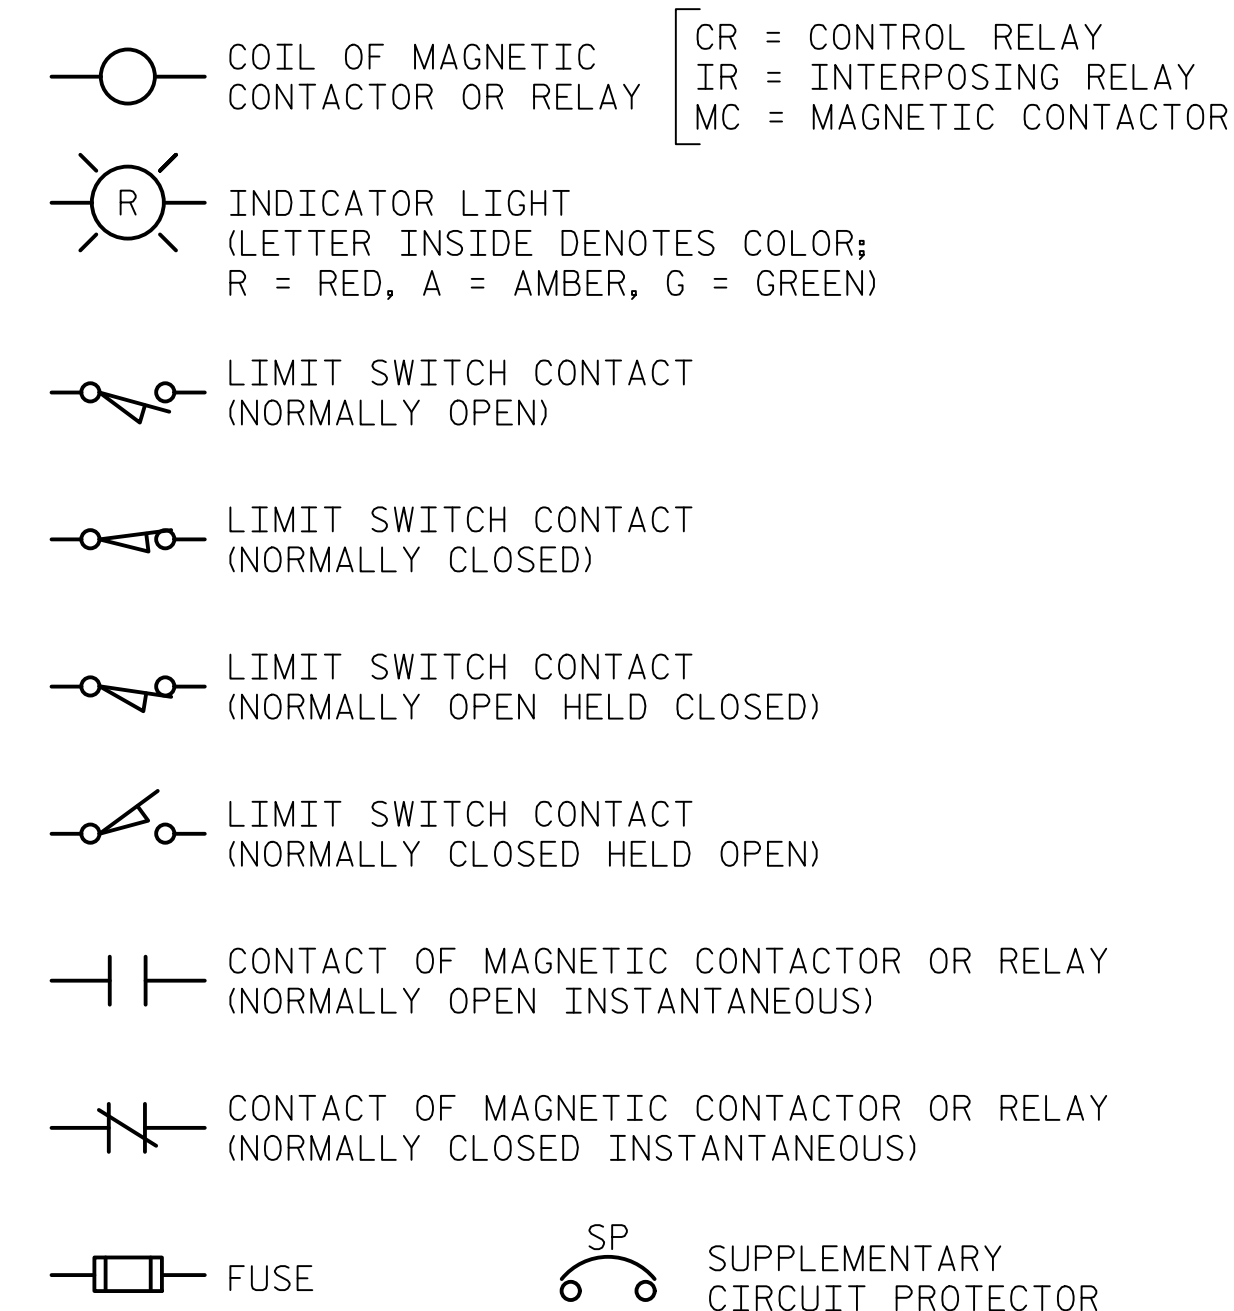 COIL OF MAGNETIC
CONTACTOR OR RELAY
CR = CONTROL RELAY
IR = INTERPOSING RELAY
MC = MAGNETIC CONTACTOR
R
INDICATOR LIGHT
(LETTER INSIDE DENOTES COLOR;
R = RED, A = AMBER, G = GREEN)
LIMIT SWITCH CONTACT
(NORMALLY OPEN)
LIMIT SWITCH CONTACT
(NORMALLY CLOSED)
LIMIT SWITCH CONTACT
(NORMALLY OPEN HELD CLOSED)
LIMIT SWITCH CONTACT
(NORMALLY CLOSED HELD OPEN)
CONTACT OF MAGNETIC CONTACTOR OR RELAY
(NORMALLY OPEN INSTANTANEOUS)
CONTACT OF MAGNETIC CONTACTOR OR RELAY
(NORMALLY CLOSED INSTANTANEOUS)
FUSE
SP
SUPPLEMENTARY
CIRCUIT PROTECTOR